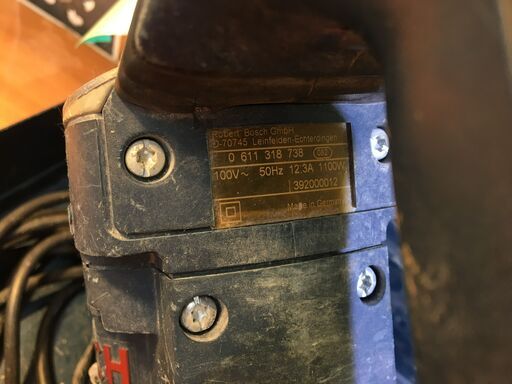 Robert Bosch GmbH
D-70745 Leinfelden-Echterdingen
0 611 318 738
100V~ 50Hz 12.3A 1100W
392000012
Made in Germany
H